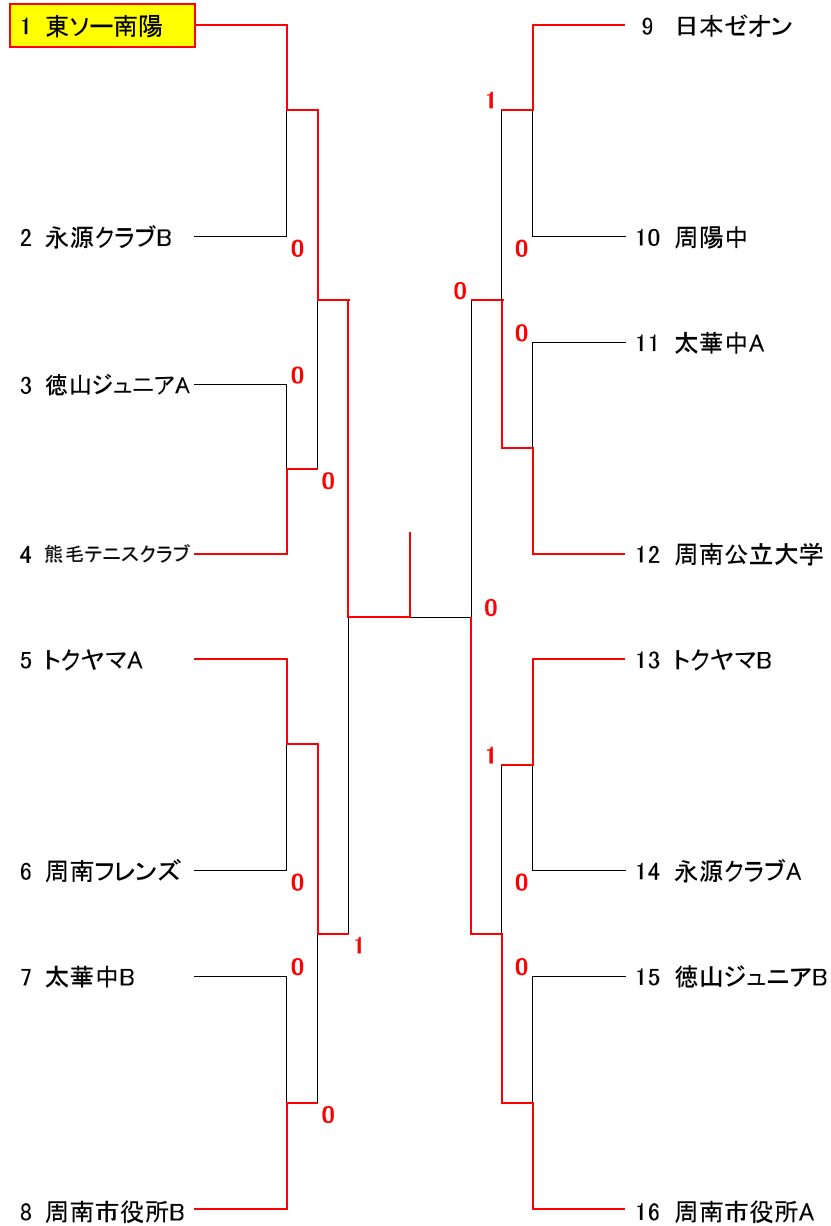 1 東ソー南陽
9 日本ゼオン
1
2 永源クラブB
0
10 周陽中
0
0
11 太華中A
0
3 徳山ジュニアA
0
0
4 熊毛テニスクラブ
12 周南公立大学
0
5 トクヤマA
13 トクヤマB
1
6 周南フレンズ
0
14 永源クラブA
0
1
7 太華中B
0
15 徳山ジュニアB
0
0
8 周南市役所B
16 周南市役所A